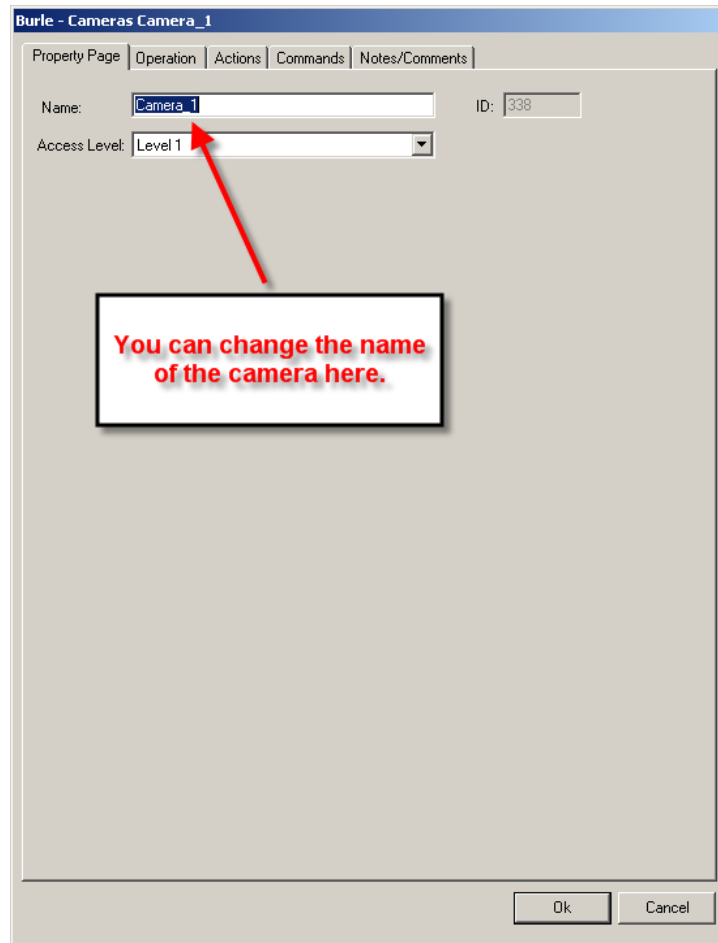 Burle - Cameras Camera_1
Property Page Operation Actions Commands Notes/Comments
Name: Camera_1 ID: 338
Access Level: Level 1
You can change the name
of the camera here.
Ok Cancel